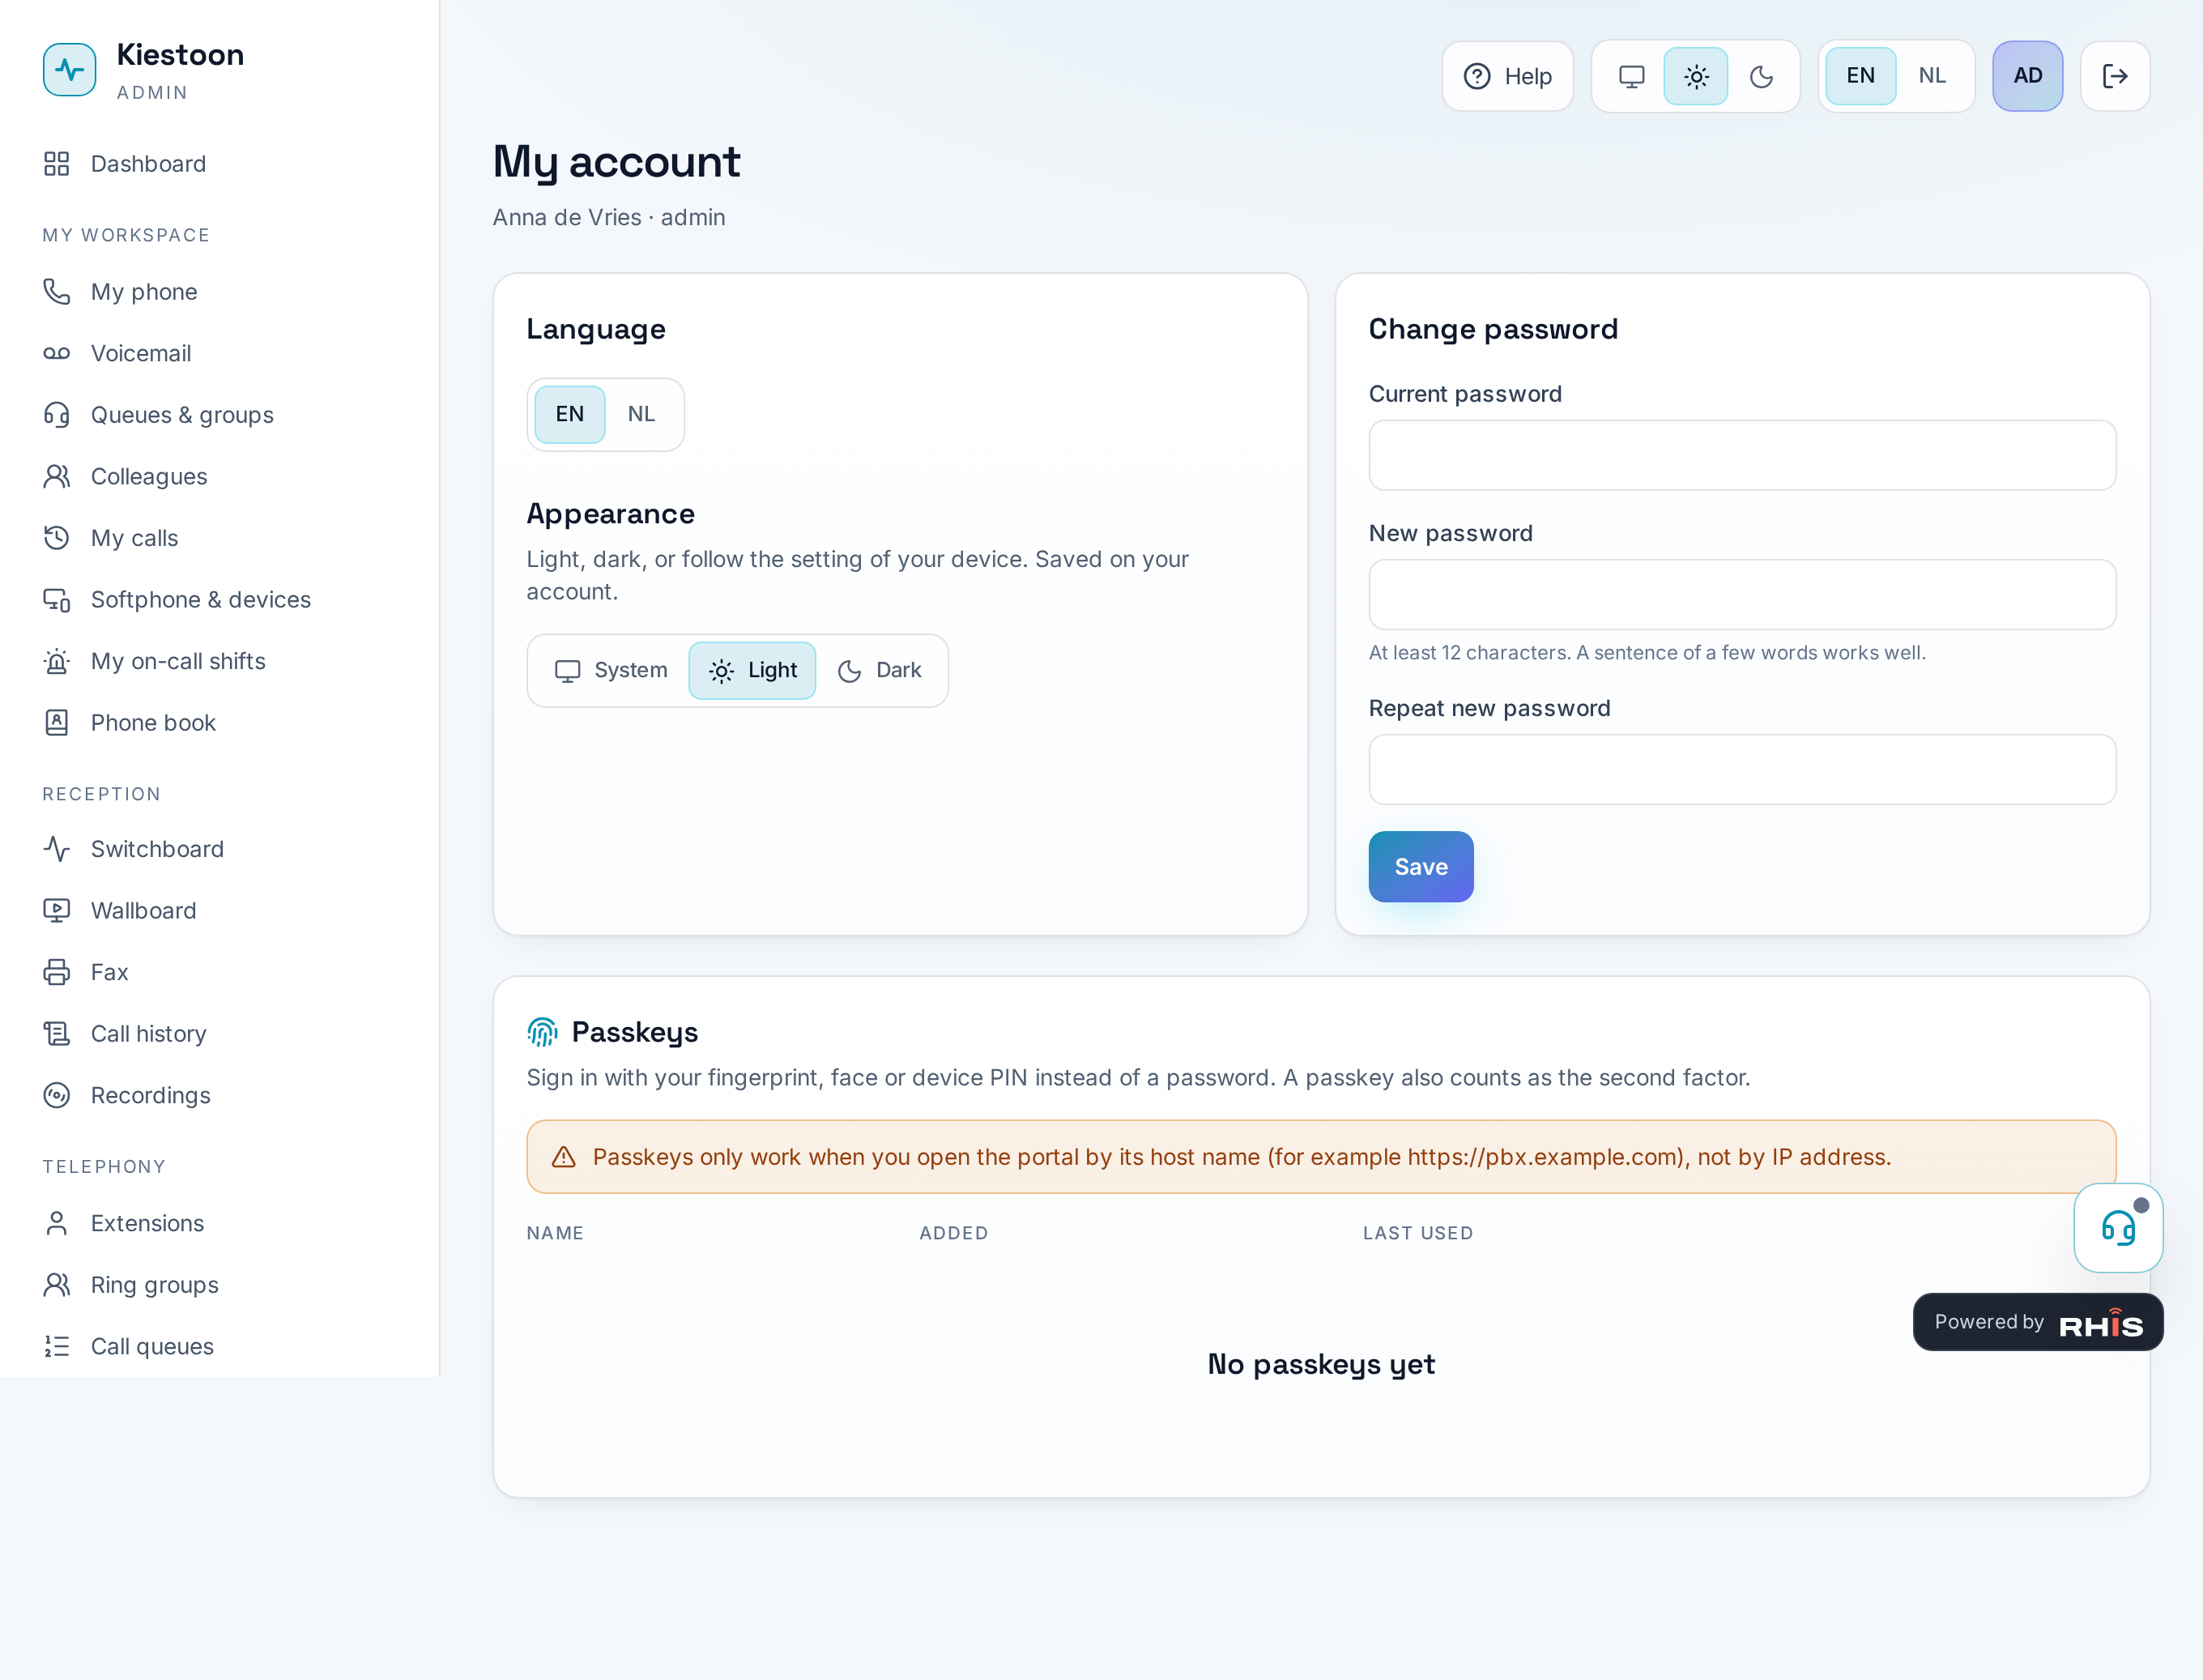 Kiestoon
ADMIN
Dashboard
MY WORKSPACE
My phone
Voicemail
Queues & groups
Colleagues
My calls
Softphone & devices
My on-call shifts
Phone book
RECEPTION
Switchboard
Wallboard
Fax
Call history
Recordings
TELEPHONY
Extensions
Ring groups
Call queues
Help
EN NL
AD
My account
Anna de Vries · admin
Language
EN NL
Appearance
Light, dark, or follow the setting of your device. Saved on your
account.
System Light Dark
Change password
Current password
New password
At least 12 characters. A sentence of a few words works well.
Repeat new password
Save
Passkeys
Sign in with your fingerprint, face or device PIN instead of a password. A passkey also counts as the second factor.
Passkeys only work when you open the portal by its host name (for example https://pbx.example.com), not by IP address.
NAME ADDED LAST USED
No passkeys yet
Powered by RHiS